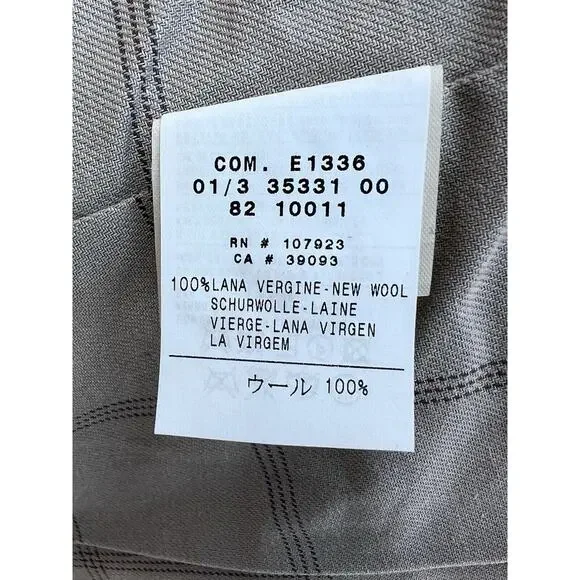 COM. E1336
01/3 35331 00
82 10011
RN # 107923
CA # 39093
100%LANA VERGINE-NEW WOOL
SCHURWOLLE-LAINE
VIERGE-LANA VIRGEN
LA VIRGEM
ウール 100%